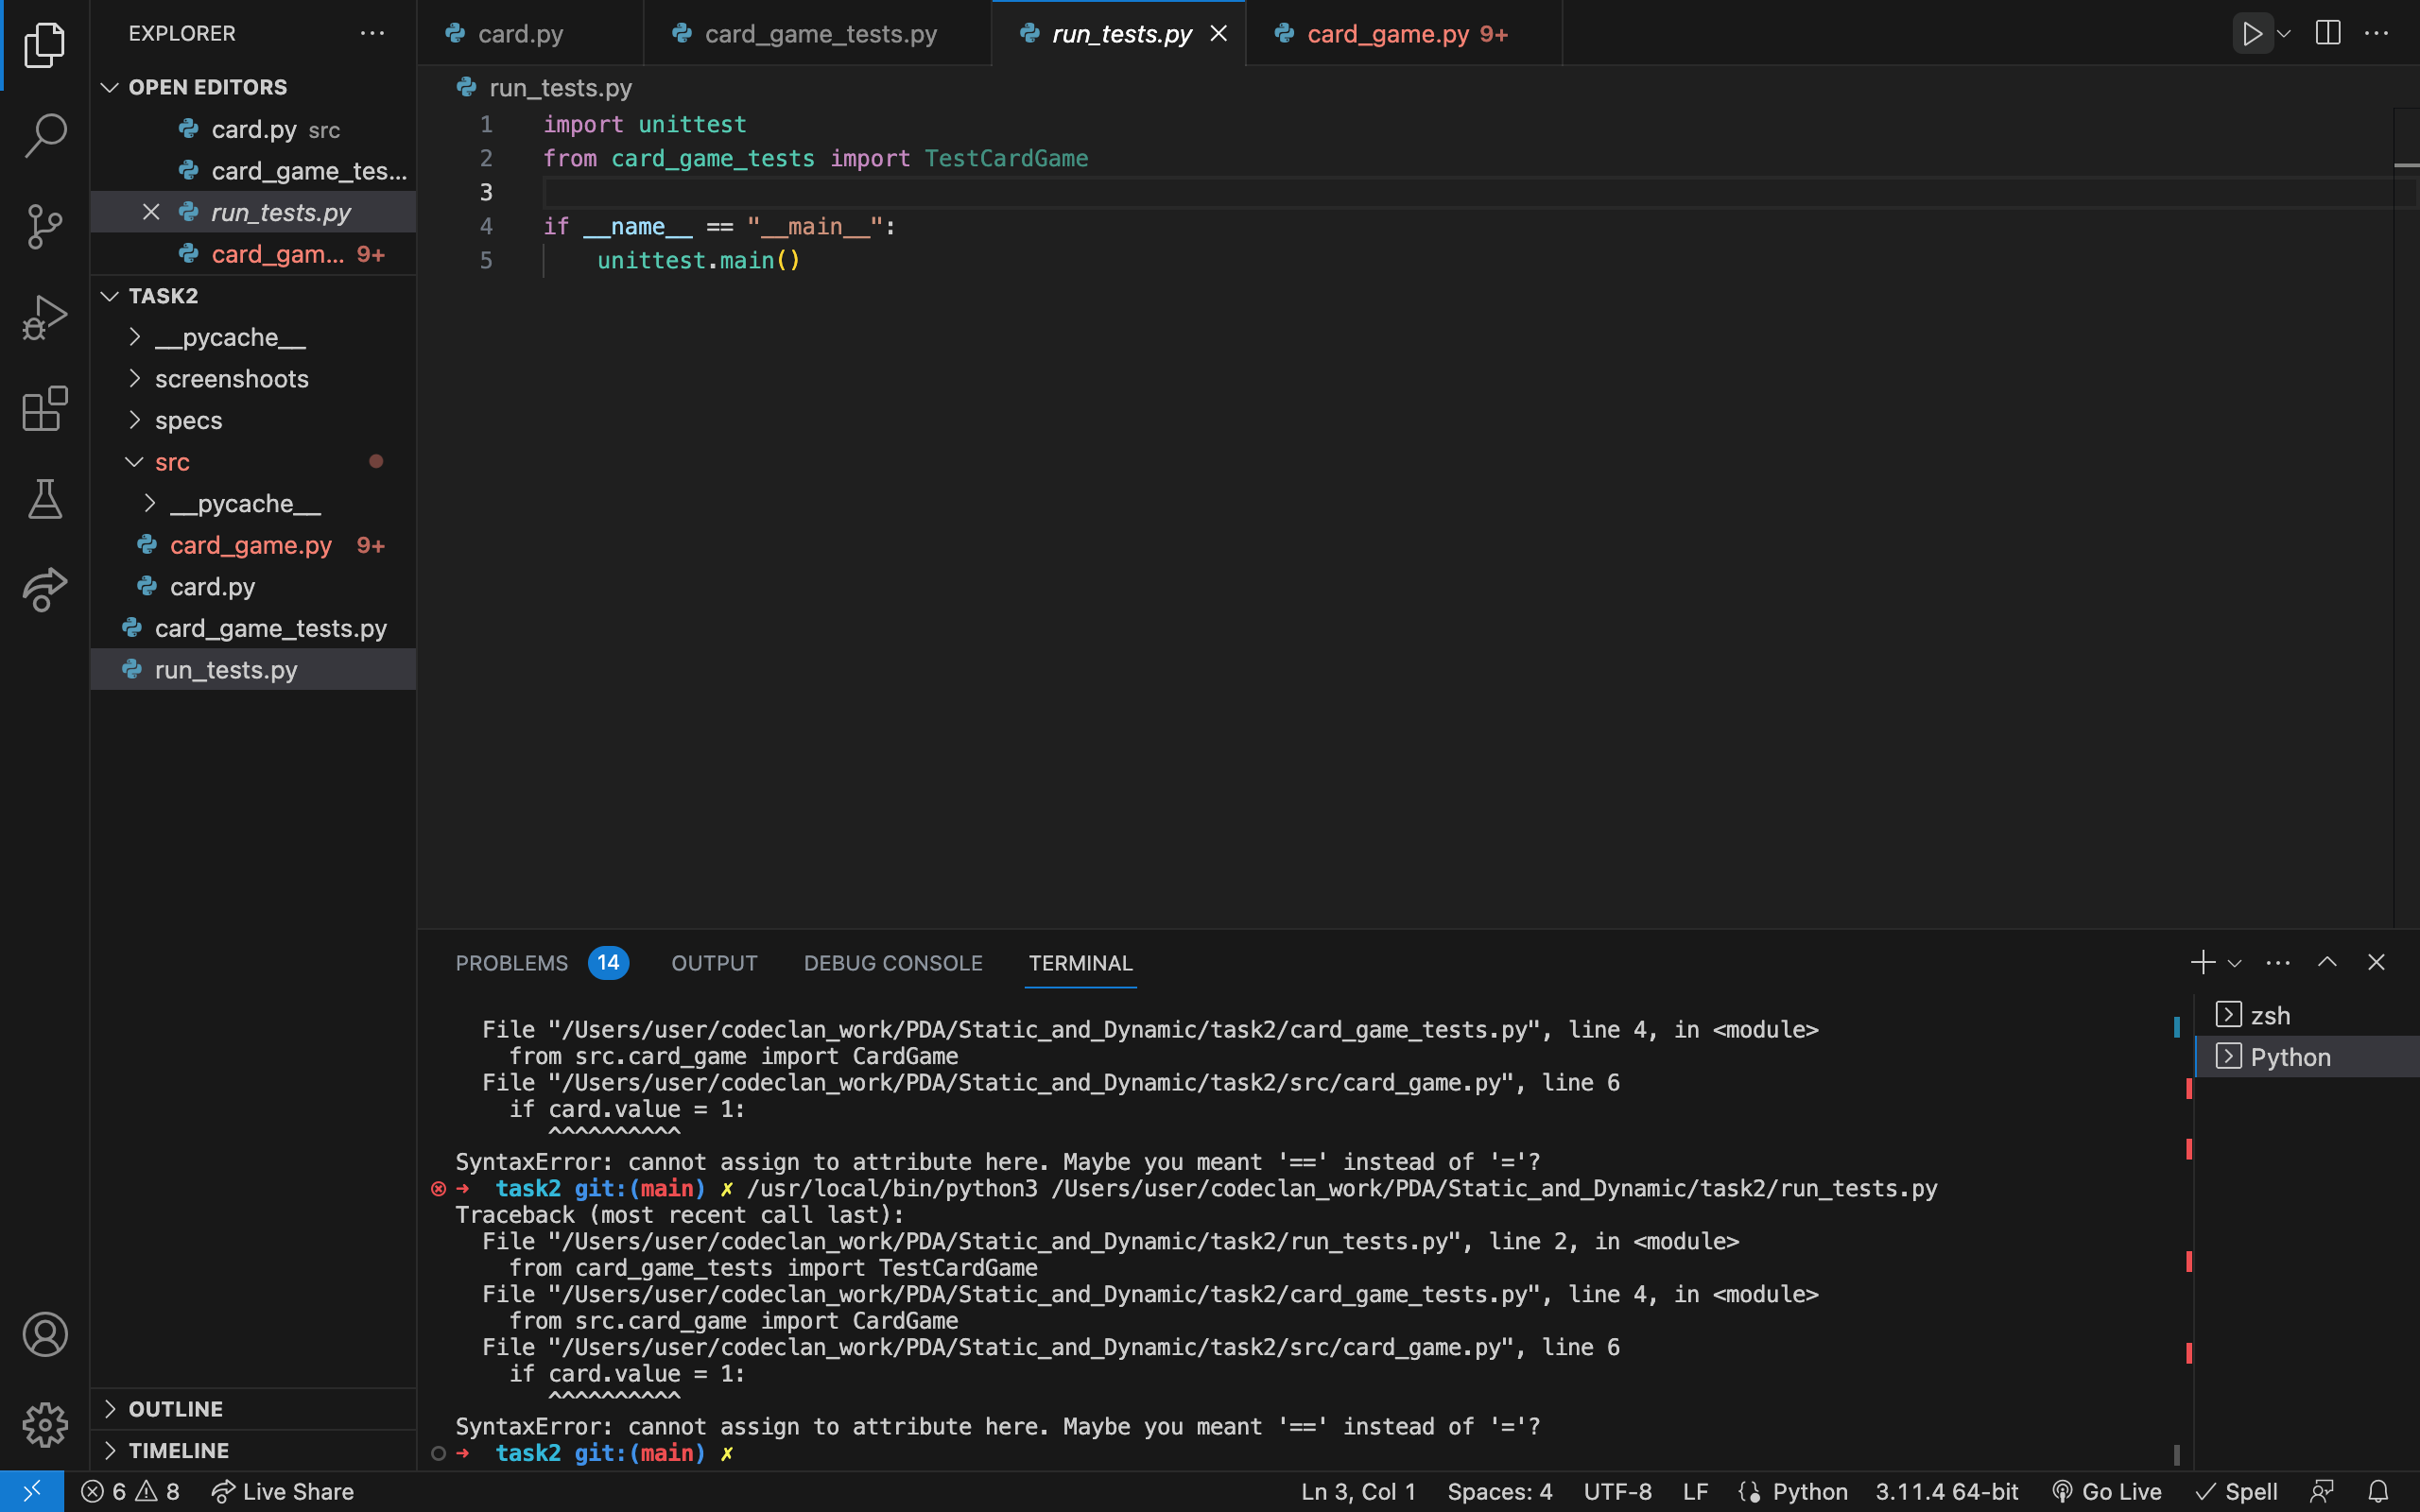 EXPLORER
OPEN EDITORS
card.py src
card_game_tes...
run_tests.py
card_gam... 9+
TASK2
__pycache__
screenshoots
specs
src
__pycache__
card_game.py 9+
card.py
card_game_tests.py
run_tests.py
OUTLINE
TIMELINE
card.py
card_game_tests.py
run_tests.py
card_game.py 9+
run_tests.py
1 import unittest
2 from card_game_tests import TestCardGame
3
4 if __name__ == "__main__":
5 unittest.main()
PROBLEMS 14 OUTPUT DEBUG CONSOLE TERMINAL
File "/Users/user/codeclan_work/PDA/Static_and_Dynamic/task2/card_game_tests.py", line 4, in <module>
from src.card_game import CardGame
File "/Users/user/codeclan_work/PDA/Static_and_Dynamic/task2/src/card_game.py", line 6
if card.value = 1:
^^^^^^^^^^
SyntaxError: cannot assign to attribute here. Maybe you meant '==' instead of '='?
➜ task2 git:(main) ✗ /usr/local/bin/python3 /Users/user/codeclan_work/PDA/Static_and_Dynamic/task2/run_tests.py
Traceback (most recent call last):
File "/Users/user/codeclan_work/PDA/Static_and_Dynamic/task2/run_tests.py", line 2, in <module>
from card_game_tests import TestCardGame
File "/Users/user/codeclan_work/PDA/Static_and_Dynamic/task2/card_game_tests.py", line 4, in <module>
from src.card_game import CardGame
File "/Users/user/codeclan_work/PDA/Static_and_Dynamic/task2/src/card_game.py", line 6
if card.value = 1:
^^^^^^^^^^
SyntaxError: cannot assign to attribute here. Maybe you meant '==' instead of '='?
➜ task2 git:(main) ✗
zsh
Python
6 8 Live Share Ln 3, Col 1 Spaces: 4 UTF-8 LF Python 3.11.4 64-bit Go Live Spell